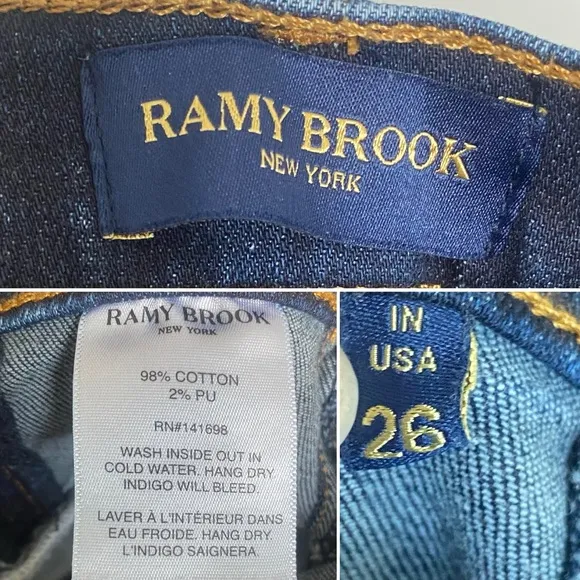 RAMY BROOK
NEW YORK
RAMY BROOK
NEW YORK
98% COTTON
2% PU
RN#141698
WASH INSIDE OUT IN
COLD WATER. HANG DRY
INDIGO WILL BLEED.
LAVER À L'INTÉRIEUR DANS
EAU FROIDE. HANG DRY
L'INDIGO SAIGNERA
IN
USA
26